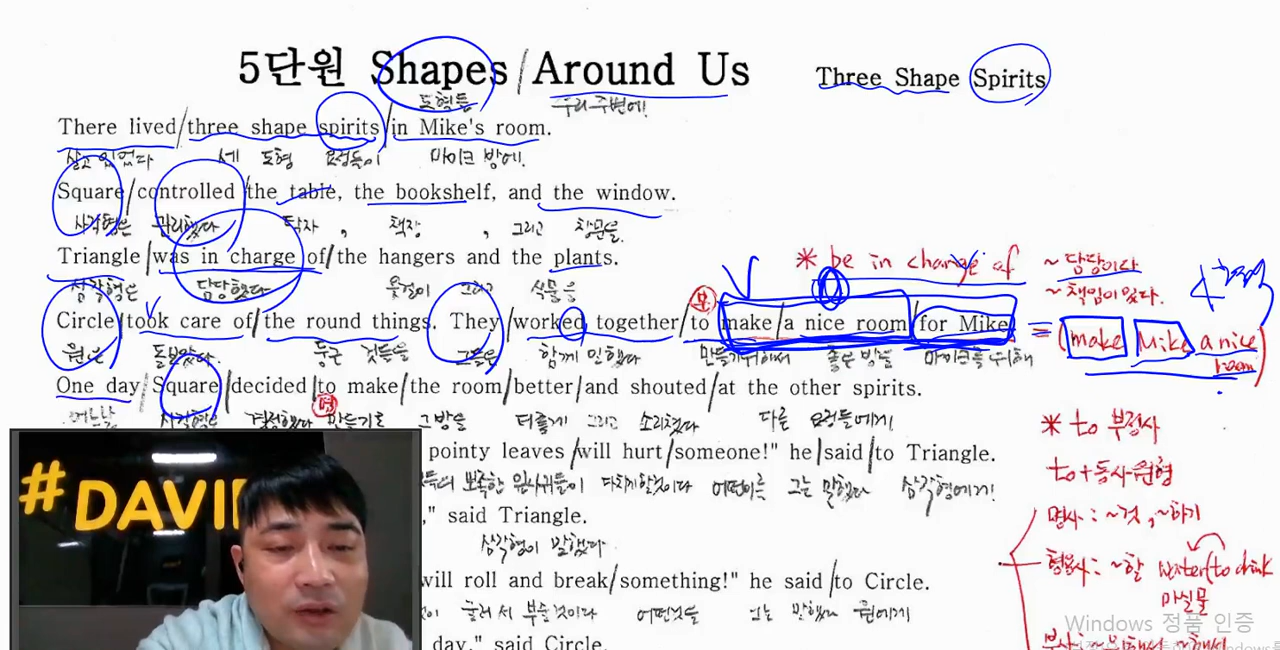 5단원 Shapes / Around Us
Three Shape Spirits
도형들 우리 주변에!
There lived / three shape spirits / in Mike's room.
살고 있었다 세 도형 요정들이 마이크 방에.
Square / controlled / the table, the bookshelf, and the window.
사각형은 관리했다 탁자, 책장, 그리고 창문을.
Triangle / was in charge of / the hangers and the plants.
삼각형은 담당했다 옷걸이 그리고 식물을
* be in charge of ~담당이다
~책임이 있다.
Circle / took care of / the round things. They / worked together / to make / a nice room / for Mike.
= (make Mike a nice room)
원은 돌보았다. 둥근 것들을 그들은 함께 일했다 만들기 위해서 좋은 방을 마이크를 위해
One day / Square / decided / to make / the room / better / and shouted / at the other spirits.
어느날 사각형은 결정했다 만들기로 그 방을 더 좋게 그리고 소리쳤다 다른 요정들에게
pointy leaves / will hurt / someone!" he / said / to Triangle.
뾰족한 잎사귀들이 다치게 할 것이다 어떤 이를 그는 말했다 삼각형에게!
," said Triangle.
삼각형이 말했다.
will roll and break / something!" he said / to Circle.
굴러서 부술것이다 어떤것을 그는 말했다 원에게
day," said Circle.
* to 부정사
to+동사원형
명사: ~것, ~하기
형용사: ~할 water (to drink
마실 물
#DAVI
Windows 정품 인증